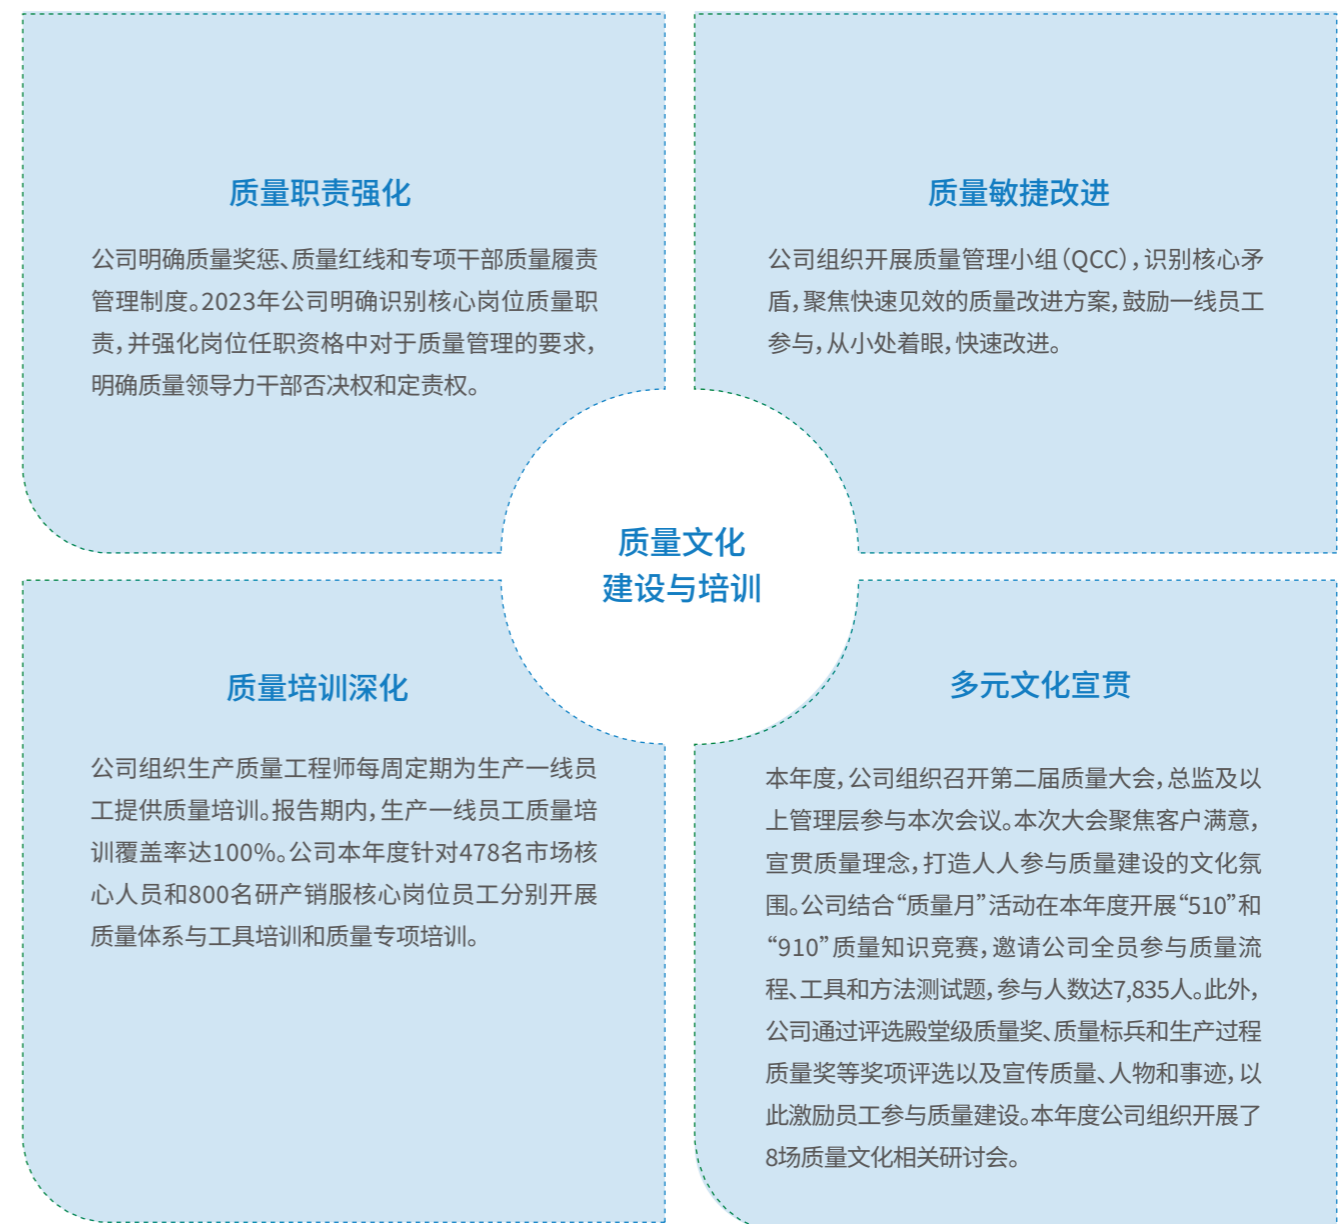 质量职责强化
公司明确质量奖惩、质量红线和专项干部质量履责
管理制度。2023年公司明确识别核心岗位质量职
责,并强化岗位任职资格中对于质量管理的要求,
明确质量领导力干部否决权和定责权。
质量敏捷改进
公司组织开展质量管理小组(QCC),识别核心矛
盾,聚焦快速见效的质量改进方案,鼓励一线员工
参与,从小处着眼,快速改进。
质量文化
建设与培训
质量培训深化
公司组织生产质量工程师每周定期为生产一线员
工提供质量培训。报告期内,生产一线员工质量培
训覆盖率达100%。公司本年度针对478名市场核
心人员和800名研产销服核心岗位员工分别开展
质量体系与工具培训和质量专项培训。
多元文化宣贯
本年度,公司组织召开第二届质量大会,总监及以
上管理层参与本次会议。本次大会聚焦客户满意,
宣贯质量理念,打造人人参与质量建设的文化氛
围。公司结合“质量月”活动在本年度开展“510”和
“910”质量知识竞赛,邀请公司全员参与质量流
程、工具和方法测试题,参与人数达7,835人。此外,
公司通过评选殿堂级质量奖、质量标兵和生产过程
质量奖等奖项评选以及宣传质量、人物和事迹,以
此激励员工参与质量建设。本年度公司组织开展了
8场质量文化相关研讨会。